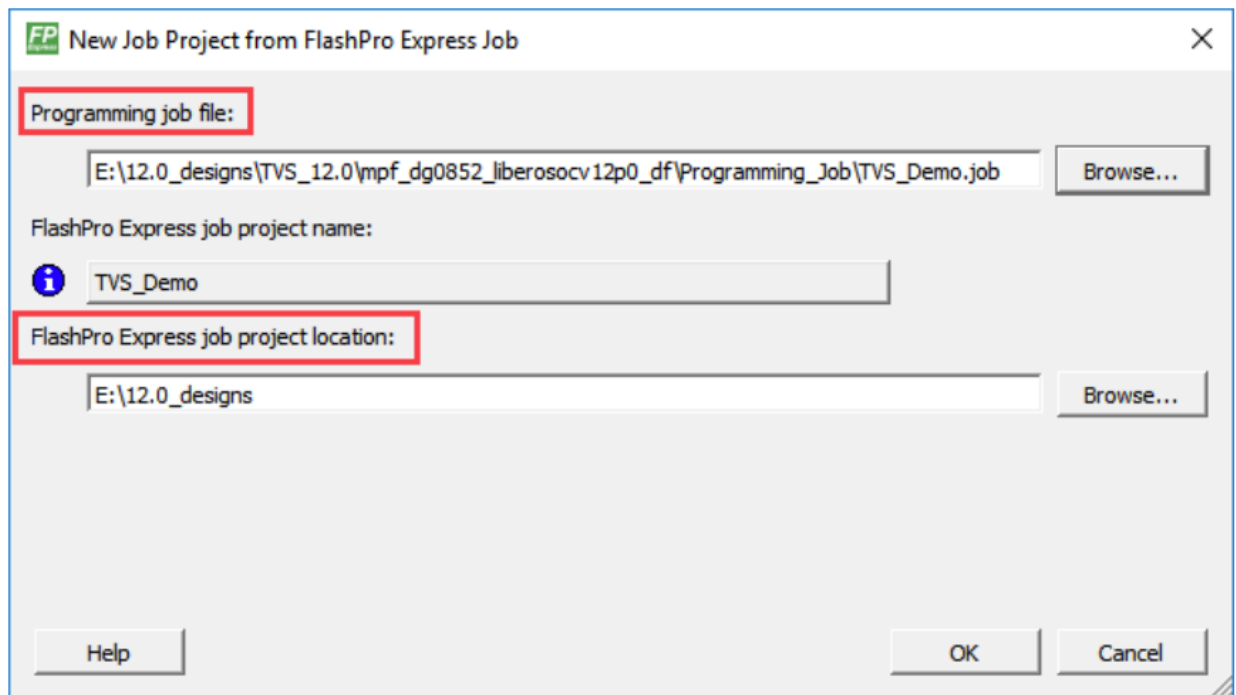 FP
Express
New Job Project from FlashPro Express Job
Programming job file:
E:\12.0_designs\TVS_12.0\mpf_dg0852_liberosocv12p0_df\Programming_Job\TVS_Demo.job
Browse...
FlashPro Express job project name:
TVS_Demo
FlashPro Express job project location:
E:\12.0_designs
Browse...
Help
OK
Cancel